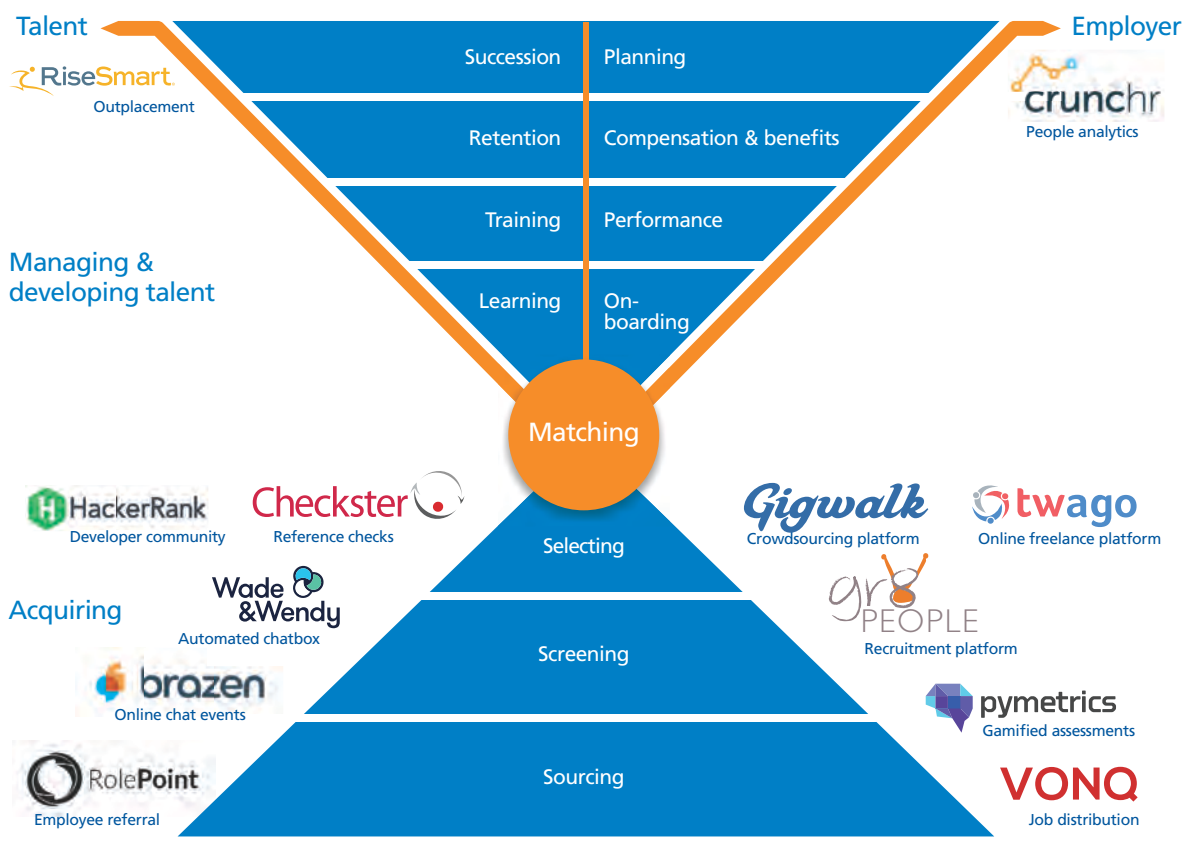 Talent
Employer
RiseSmart
Outplacement
crunchr
People analytics
Succession
Planning
Retention
Compensation & benefits
Training
Performance
Learning
On-
boarding
Managing &
developing talent
Matching
HackerRank
Developer community
Checkster
Reference checks
Gigwalk
Crowdsourcing platform
twago
Online freelance platform
Selecting
Acquiring
Wade
&Wendy
Automated chatbox
gr8
PEOPLE
Recruitment platform
Screening
brazen
Online chat events
pymetrics
Gamified assessments
RolePoint
Employee referral
Sourcing
VONQ
Job distribution